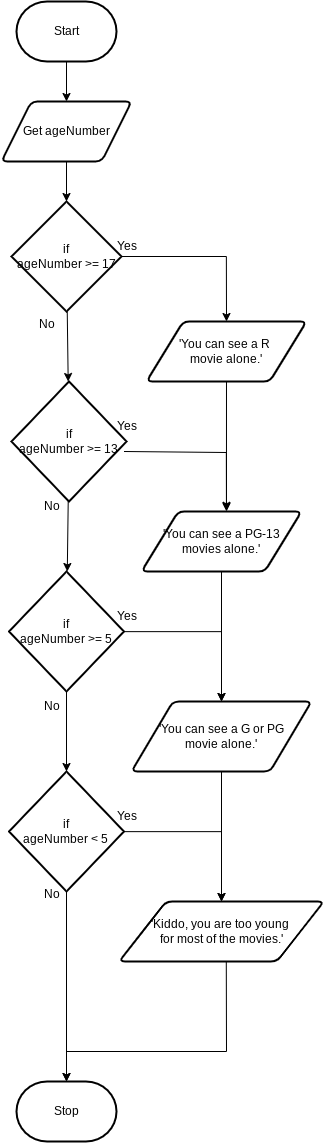 Start
Get ageNumber
if
ageNumber >= 17
Yes
No
'You can see a R
movie alone.'
if
ageNumber >= 13
Yes
No
'You can see a PG-13
movies alone.'
if
ageNumber >= 5
Yes
No
'You can see a G or PG
movie alone.'
if
ageNumber < 5
Yes
No
'Kiddo, you are too young
for most of the movies.'
Stop